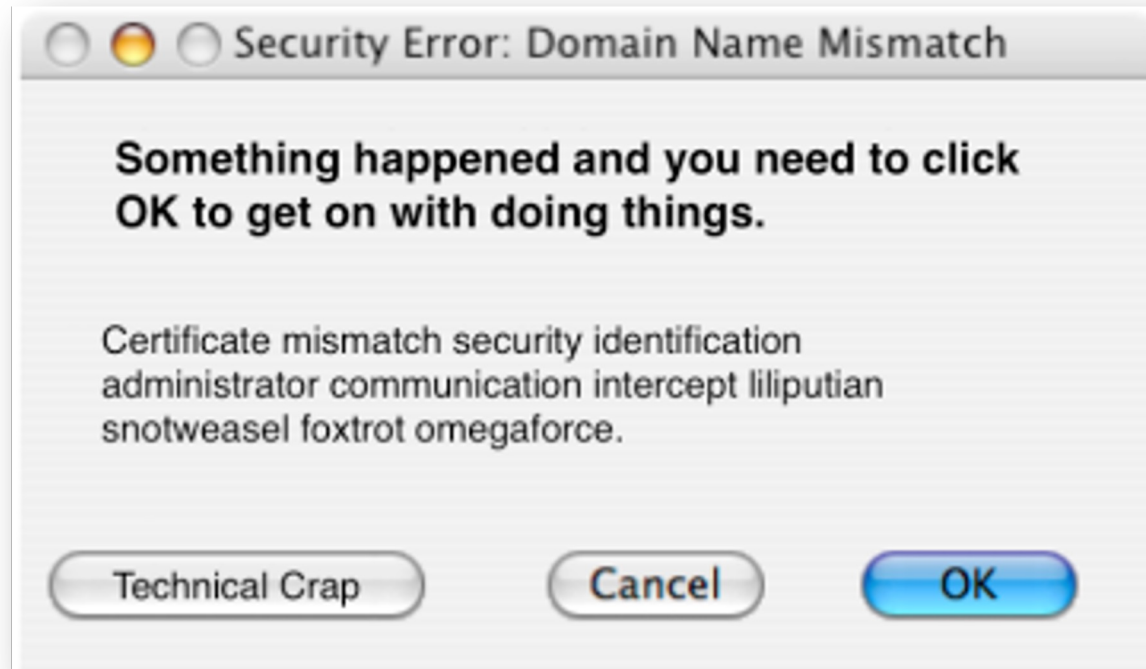 Security Error: Domain Name Mismatch
Something happened and you need to click
OK to get on with doing things.
Certificate mismatch security identification
administrator communication intercept liliputian
snotweasel foxtrot omegaforce.
Technical Crap Cancel OK